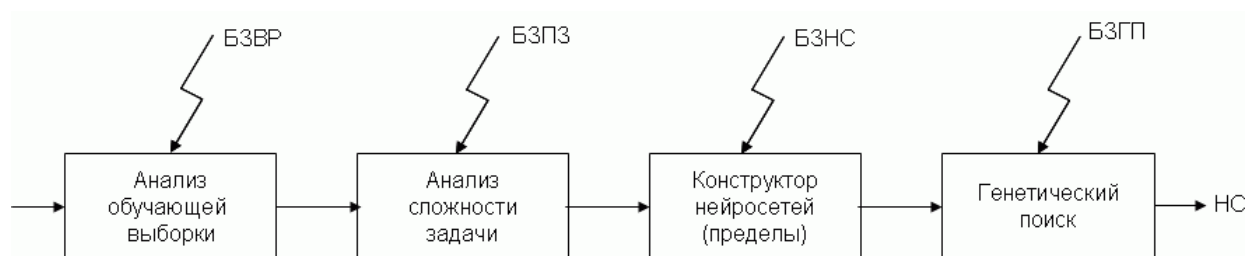 БЗВР
БЗПЗ
БЗНС
БЗГП
Анализ
обучающей
выборки
Анализ
сложности
задачи
Конструктор
нейросетей
(пределы)
Генетический
поиск
НС